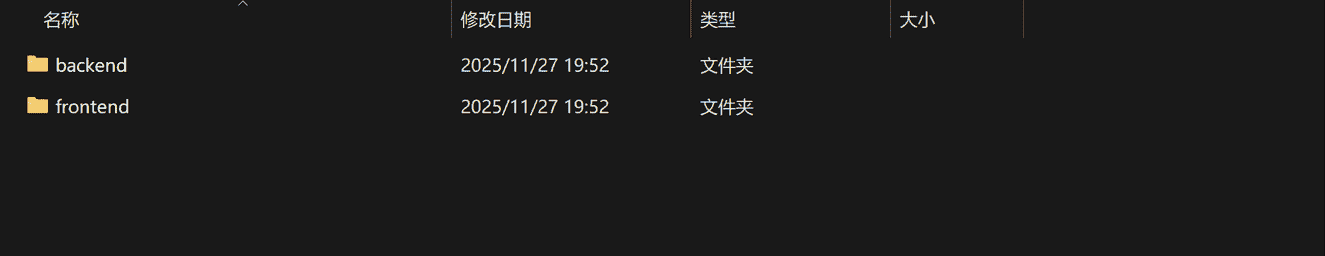 名称 修改日期 类型 大小
backend 2025/11/27 19:52 文件夹
frontend 2025/11/27 19:52 文件夹